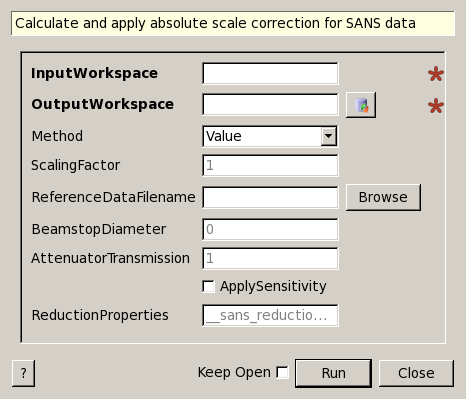 Calculate and apply absolute scale correction for SANS data
InputWorkspace *
OutputWorkspace *
Method Value
ScalingFactor 1
ReferenceDataFilename Browse
BeamstopDiameter 0
AttenuatorTransmission 1
ApplySensitivity
ReductionProperties __sans_reductio...
? Keep Open Run Close